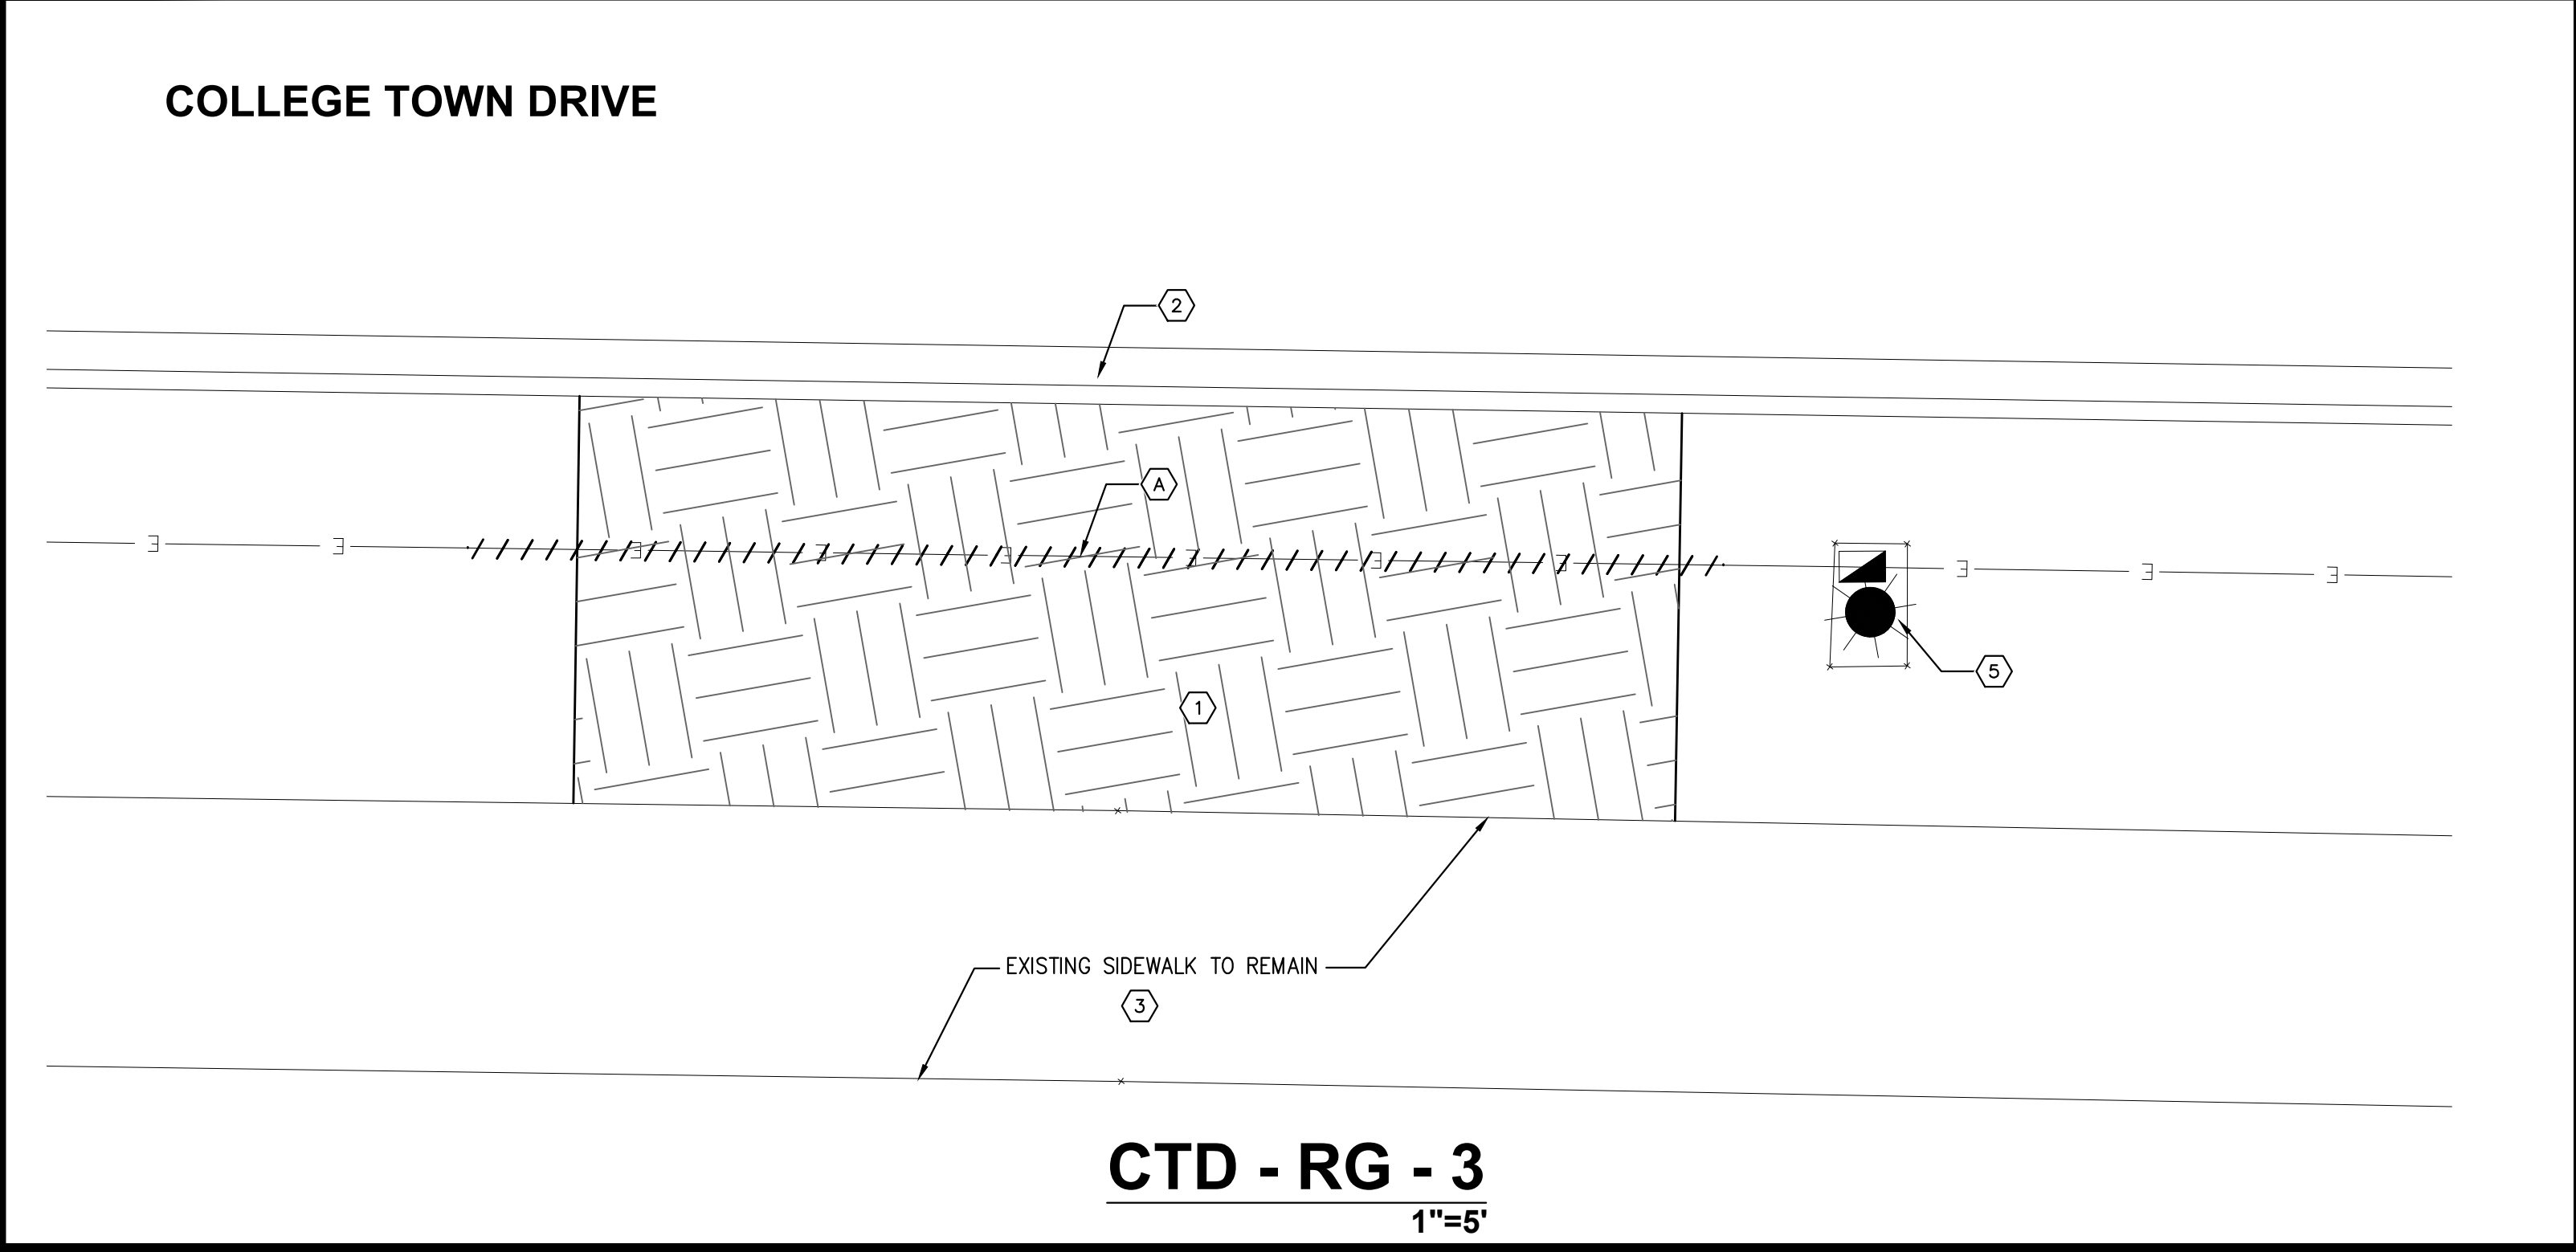 COLLEGE TOWN DRIVE
2
A
E E E E E E E E E E E
5
1
EXISTING SIDEWALK TO REMAIN
3
CTD - RG - 3
1"=5'